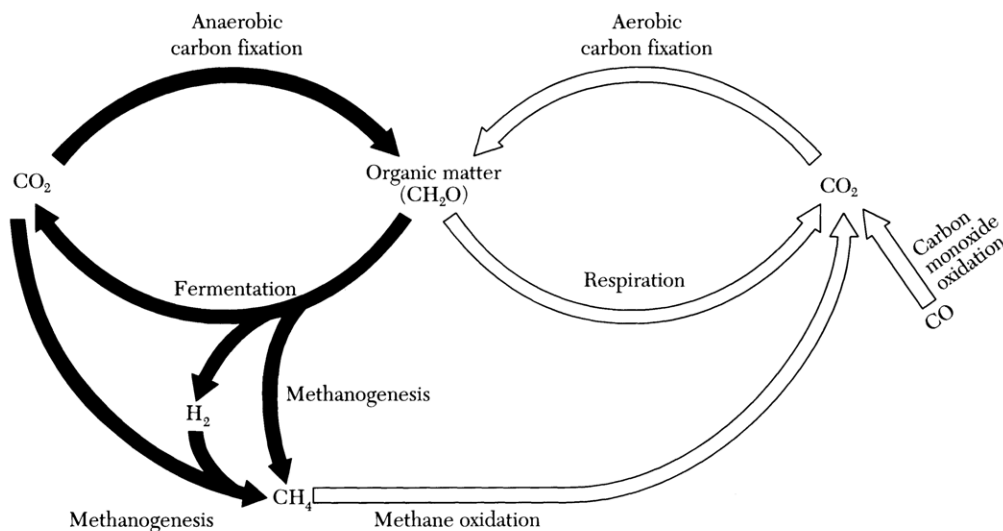 Anaerobic
carbon fixation
Aerobic
carbon fixation
CO₂
Organic matter
(CH₂O)
CO₂
Carbon
monoxide
oxidation
CO
Fermentation
Respiration
H₂
Methanogenesis
CH₄
Methanogenesis
Methane oxidation